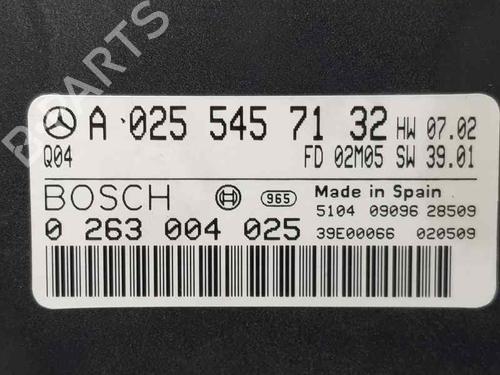 A 025 545 71 32 HW 07.02
Q04 FD 02M05 SW 39.01
BOSCH 965 Made in Spain
5104 09096 28509
0 263 004 025 39E00066 020509